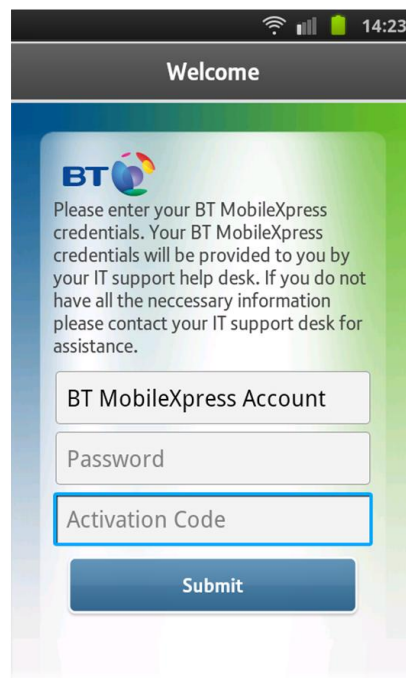 14:23
Welcome
BT
Please enter your BT MobileXpress
credentials. Your BT MobileXpress
credentials will be provided to you by
your IT support help desk. If you do not
have all the neccessary information
please contact your IT support desk for
assistance.
BT MobileXpress Account
Password
Activation Code
Submit